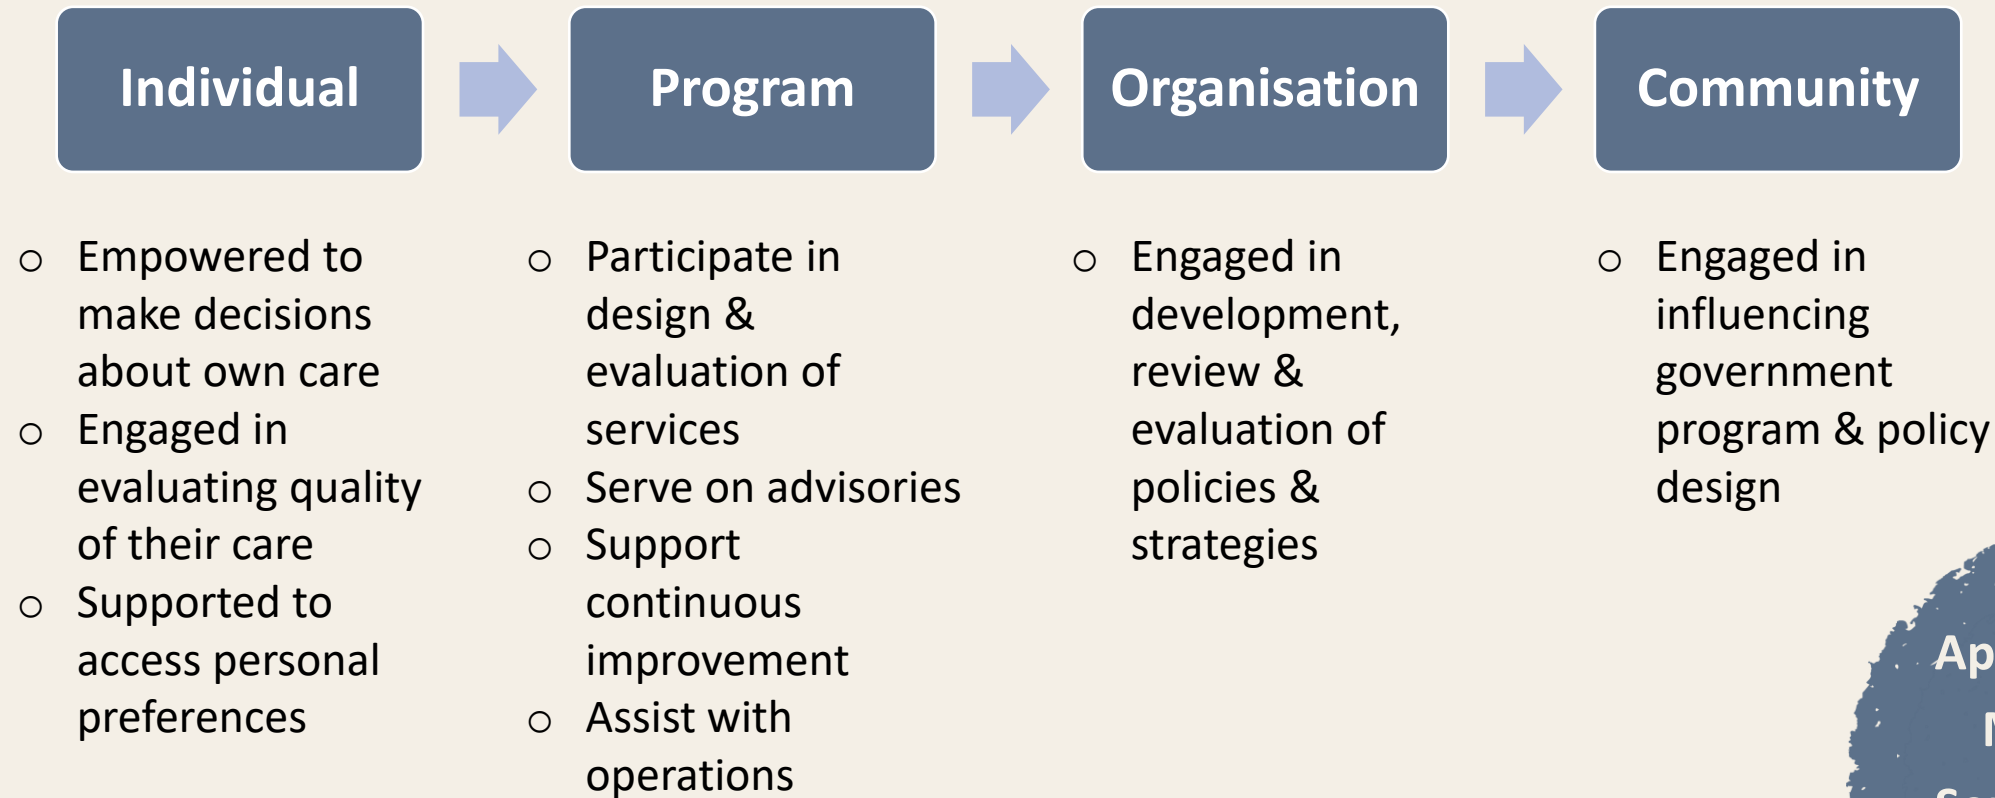 Individual
Program
Organisation
Community
o Empowered to
make decisions
about own care
o Engaged in
evaluating quality
of their care
o Supported to
access personal
preferences
o Participate in
design &
evaluation of
services
o Serve on advisories
o Support
continuous
improvement
o Assist with
operations
o Engaged in
development,
review &
evaluation of
policies &
strategies
o Engaged in
influencing
government
program & policy
design